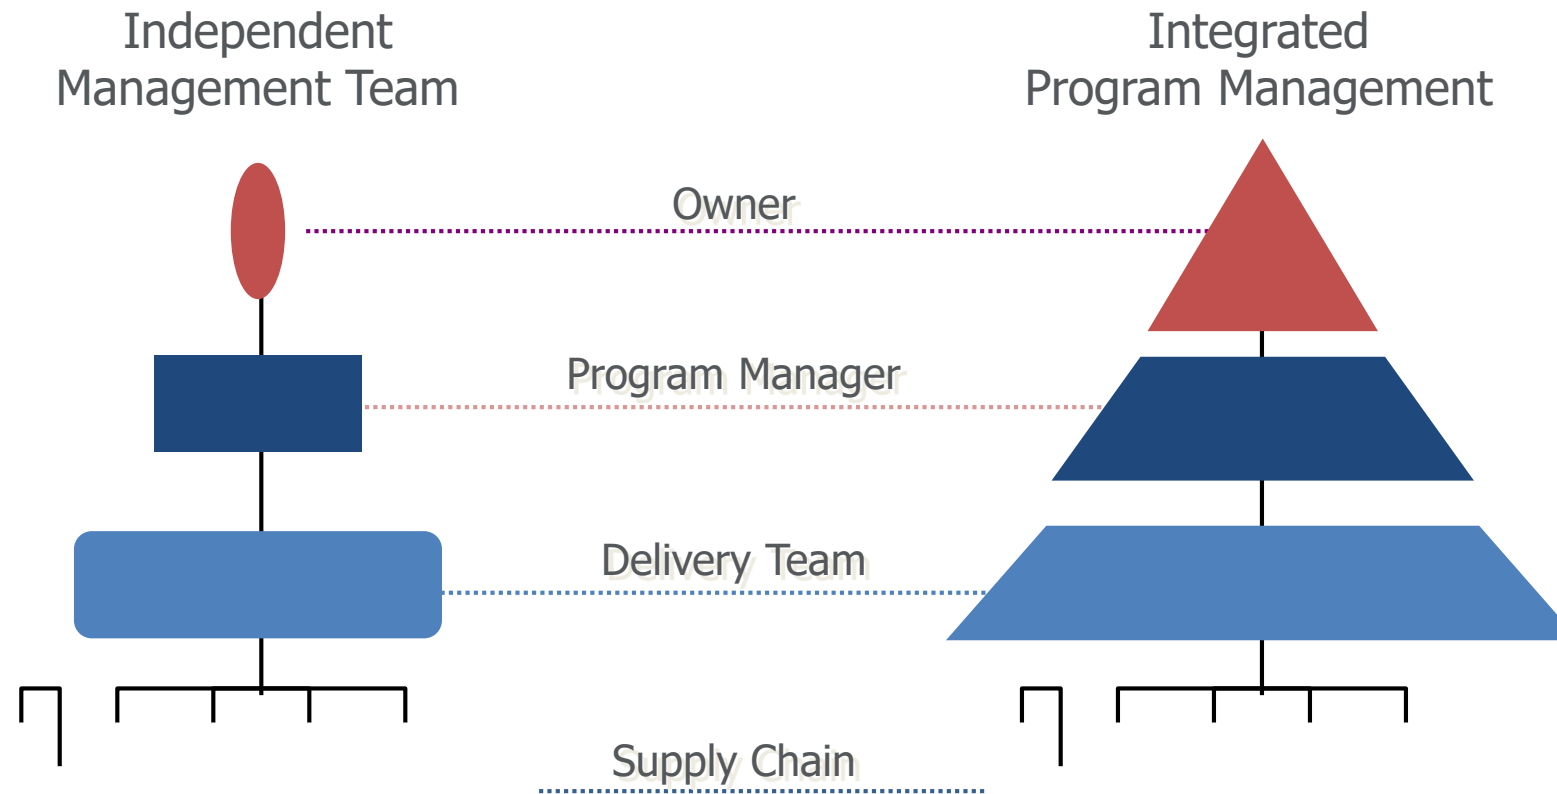 Independent
Management Team
Integrated
Program Management
Owner
Program Manager
Delivery Team
Supply Chain